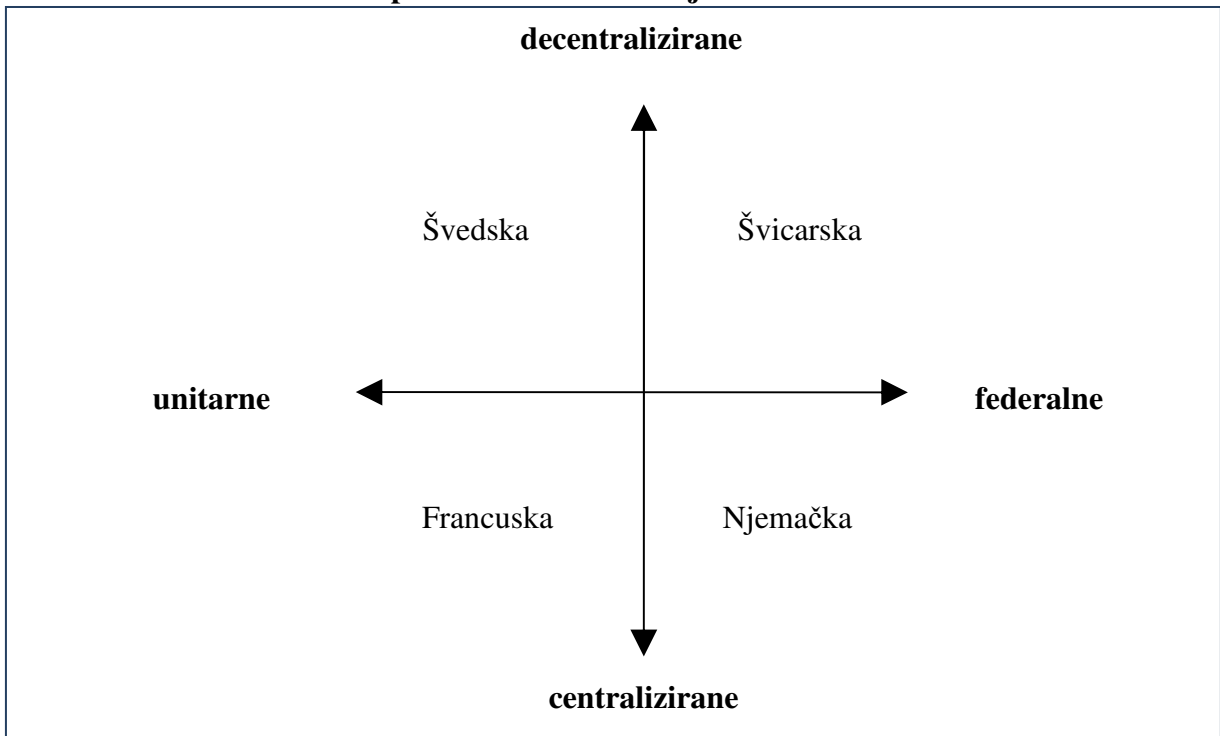 decentralizirane
Švedska Švicarska
unitarne federalne
Francuska Njemačka
centralizirane